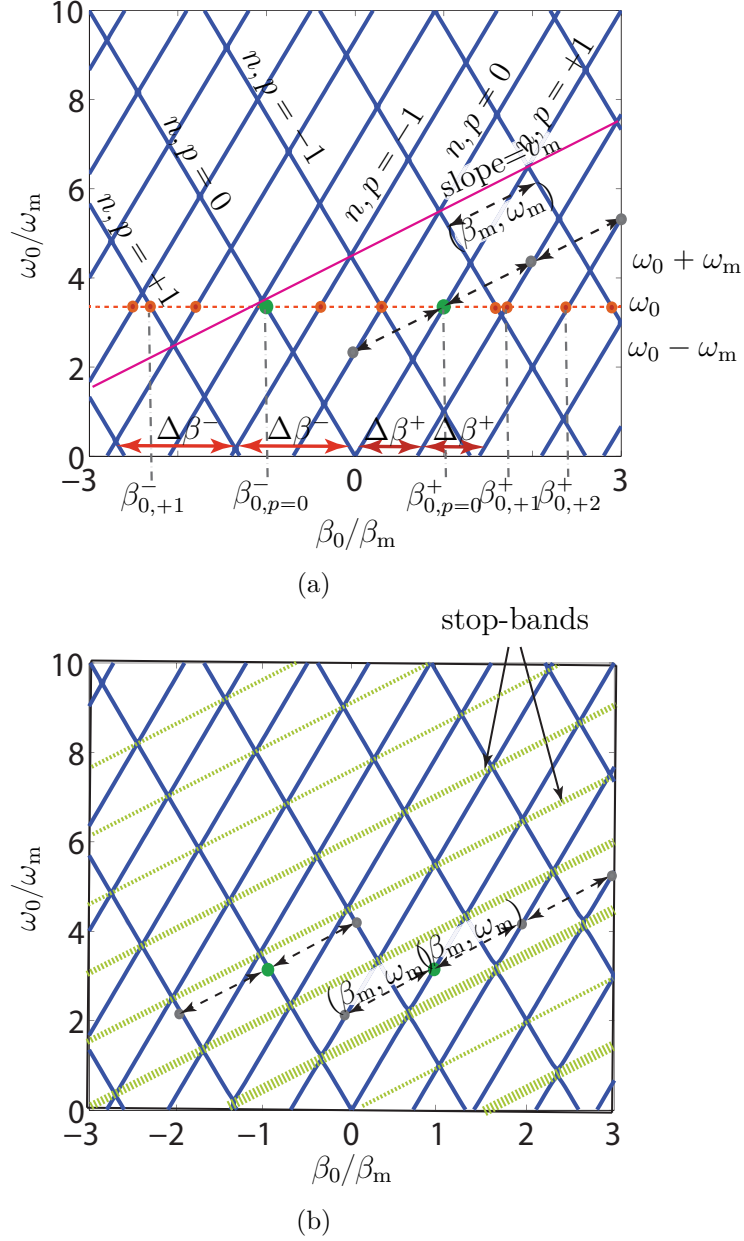 10
8
6
4
2
0
ω₀/ωₘ
n, p = +1
n, p = 0
n, p = −1
n, p = −1
n, p = 0
n, p = +1
slope=vₘ
(βₘ, ωₘ)
ω₀ + ωₘ
ω₀
ω₀ − ωₘ
Δβ⁻ Δβ⁻ Δβ⁺ Δβ⁺
−3 0 3
β⁻₀,₊₁ β⁻₀,ₚ₌₀ β⁺₀,ₚ₌₀ β⁺₀,₊₁ β⁺₀,₊₂
β₀/βₘ
(a)
stop-bands
10
8
6
4
2
0
ω₀/ωₘ
(βₘ, ωₘ) (βₘ, ωₘ)
−3 −2 −1 0 1 2 3
β₀/βₘ
(b)